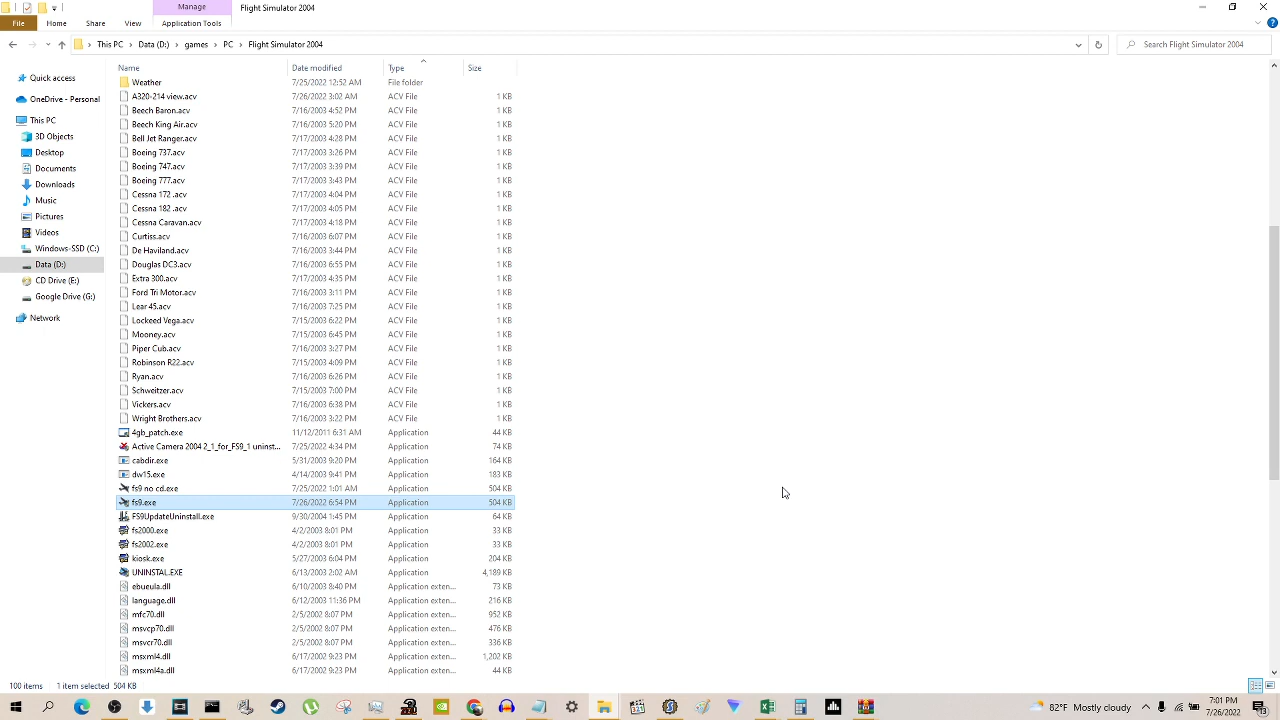 Manage
Flight Simulator 2004
File
Home
Share
View
Application Tools
This PC
Data (D:)
games
PC
Flight Simulator 2004
Search Flight Simulator 2004
Quick access
OneDrive - Personal
This PC
3D Objects
Desktop
Documents
Downloads
Music
Pictures
Videos
Windows-SSD (C:)
Data (D:)
CD Drive (E:)
Google Drive (G:)
Network
Name Date modified Type Size
Weather 7/25/2022 12:52 AM File folder
A320-214 view.acv 7/26/2022 3:02 AM ACV File 1 KB
Beech Baron.acv 7/16/2003 4:52 PM ACV File 1 KB
Beech King Air.acv 7/16/2003 5:20 PM ACV File 1 KB
Bell Jet Ranger.acv 7/17/2003 4:28 PM ACV File 1 KB
Boeing 737.acv 7/17/2003 3:26 PM ACV File 1 KB
Boeing 747.acv 7/17/2003 3:39 PM ACV File 1 KB
Boeing 777.acv 7/17/2003 3:43 PM ACV File 1 KB
Cessna 172 .acv 7/17/2003 4:04 PM ACV File 1 KB
Cessna 182 .acv 7/17/2003 4:05 PM ACV File 1 KB
Cessna Caravan.acv 7/17/2003 4:18 PM ACV File 1 KB
Curtiss.acv 7/16/2003 6:07 PM ACV File 1 KB
De Haviland.acv 7/16/2003 3:44 PM ACV File 1 KB
Douglas DC3.acv 7/16/2003 6:55 PM ACV File 1 KB
Extra 300.acv 7/17/2003 4:35 PM ACV File 1 KB
Ford Tri Motor.acv 7/16/2003 3:11 PM ACV File 1 KB
Lear 45.acv 7/16/2003 7:25 PM ACV File 1 KB
Lockeed Vega.acv 7/15/2003 6:22 PM ACV File 1 KB
Mooney.acv 7/15/2003 6:45 PM ACV File 1 KB
Piper Cub.acv 7/16/2003 3:27 PM ACV File 1 KB
Robinson R22.acv 7/15/2003 4:09 PM ACV File 1 KB
Ryan.acv 7/16/2003 6:26 PM ACV File 1 KB
Schweitzer.acv 7/15/2003 7:00 PM ACV File 1 KB
Vickers.acv 7/16/2003 6:38 PM ACV File 1 KB
Wright Brothers.acv 7/16/2003 3:22 PM ACV File 1 KB
4gb_patch.exe 11/12/2011 6:31 AM Application 44 KB
Active Camera 2004 2_1_for_FS9_1 uninst... 7/25/2022 4:34 PM Application 74 KB
cabdir.exe 5/31/2003 9:20 PM Application 164 KB
dw15.exe 4/14/2003 9:41 PM Application 183 KB
fs9 no cd.exe 7/25/2022 1:01 AM Application 504 KB
fs9.exe 7/26/2022 6:54 PM Application 504 KB
FS9UpdateUninstall.exe 9/30/2004 1:45 PM Application 64 KB
fs2000.exe 4/2/2003 8:01 PM Application 33 KB
fs2002.exe 4/2/2003 8:01 PM Application 33 KB
kiosk.exe 5/27/2003 6:04 PM Application 204 KB
UNINSTAL.EXE 6/18/2003 2:02 AM Application 4,189 KB
ebueula.dll 6/10/2003 8:40 PM Application exten... 73 KB
language.dll 6/12/2003 11:36 PM Application exten... 216 KB
mfc70.dll 2/5/2002 8:07 PM Application exten... 952 KB
msvcp70.dll 2/5/2002 8:07 PM Application exten... 476 KB
msvcr70.dll 2/5/2002 8:07 PM Application exten... 336 KB
msxml4.dll 6/17/2002 9:23 PM Application exten... 1,202 KB
msxml4a.dll 6/17/2002 9:23 PM Application exten... 44 KB
100 items 1 item selected 504 KB
82°F Mostly cloudy
7:01 PM
7/26/2022
13